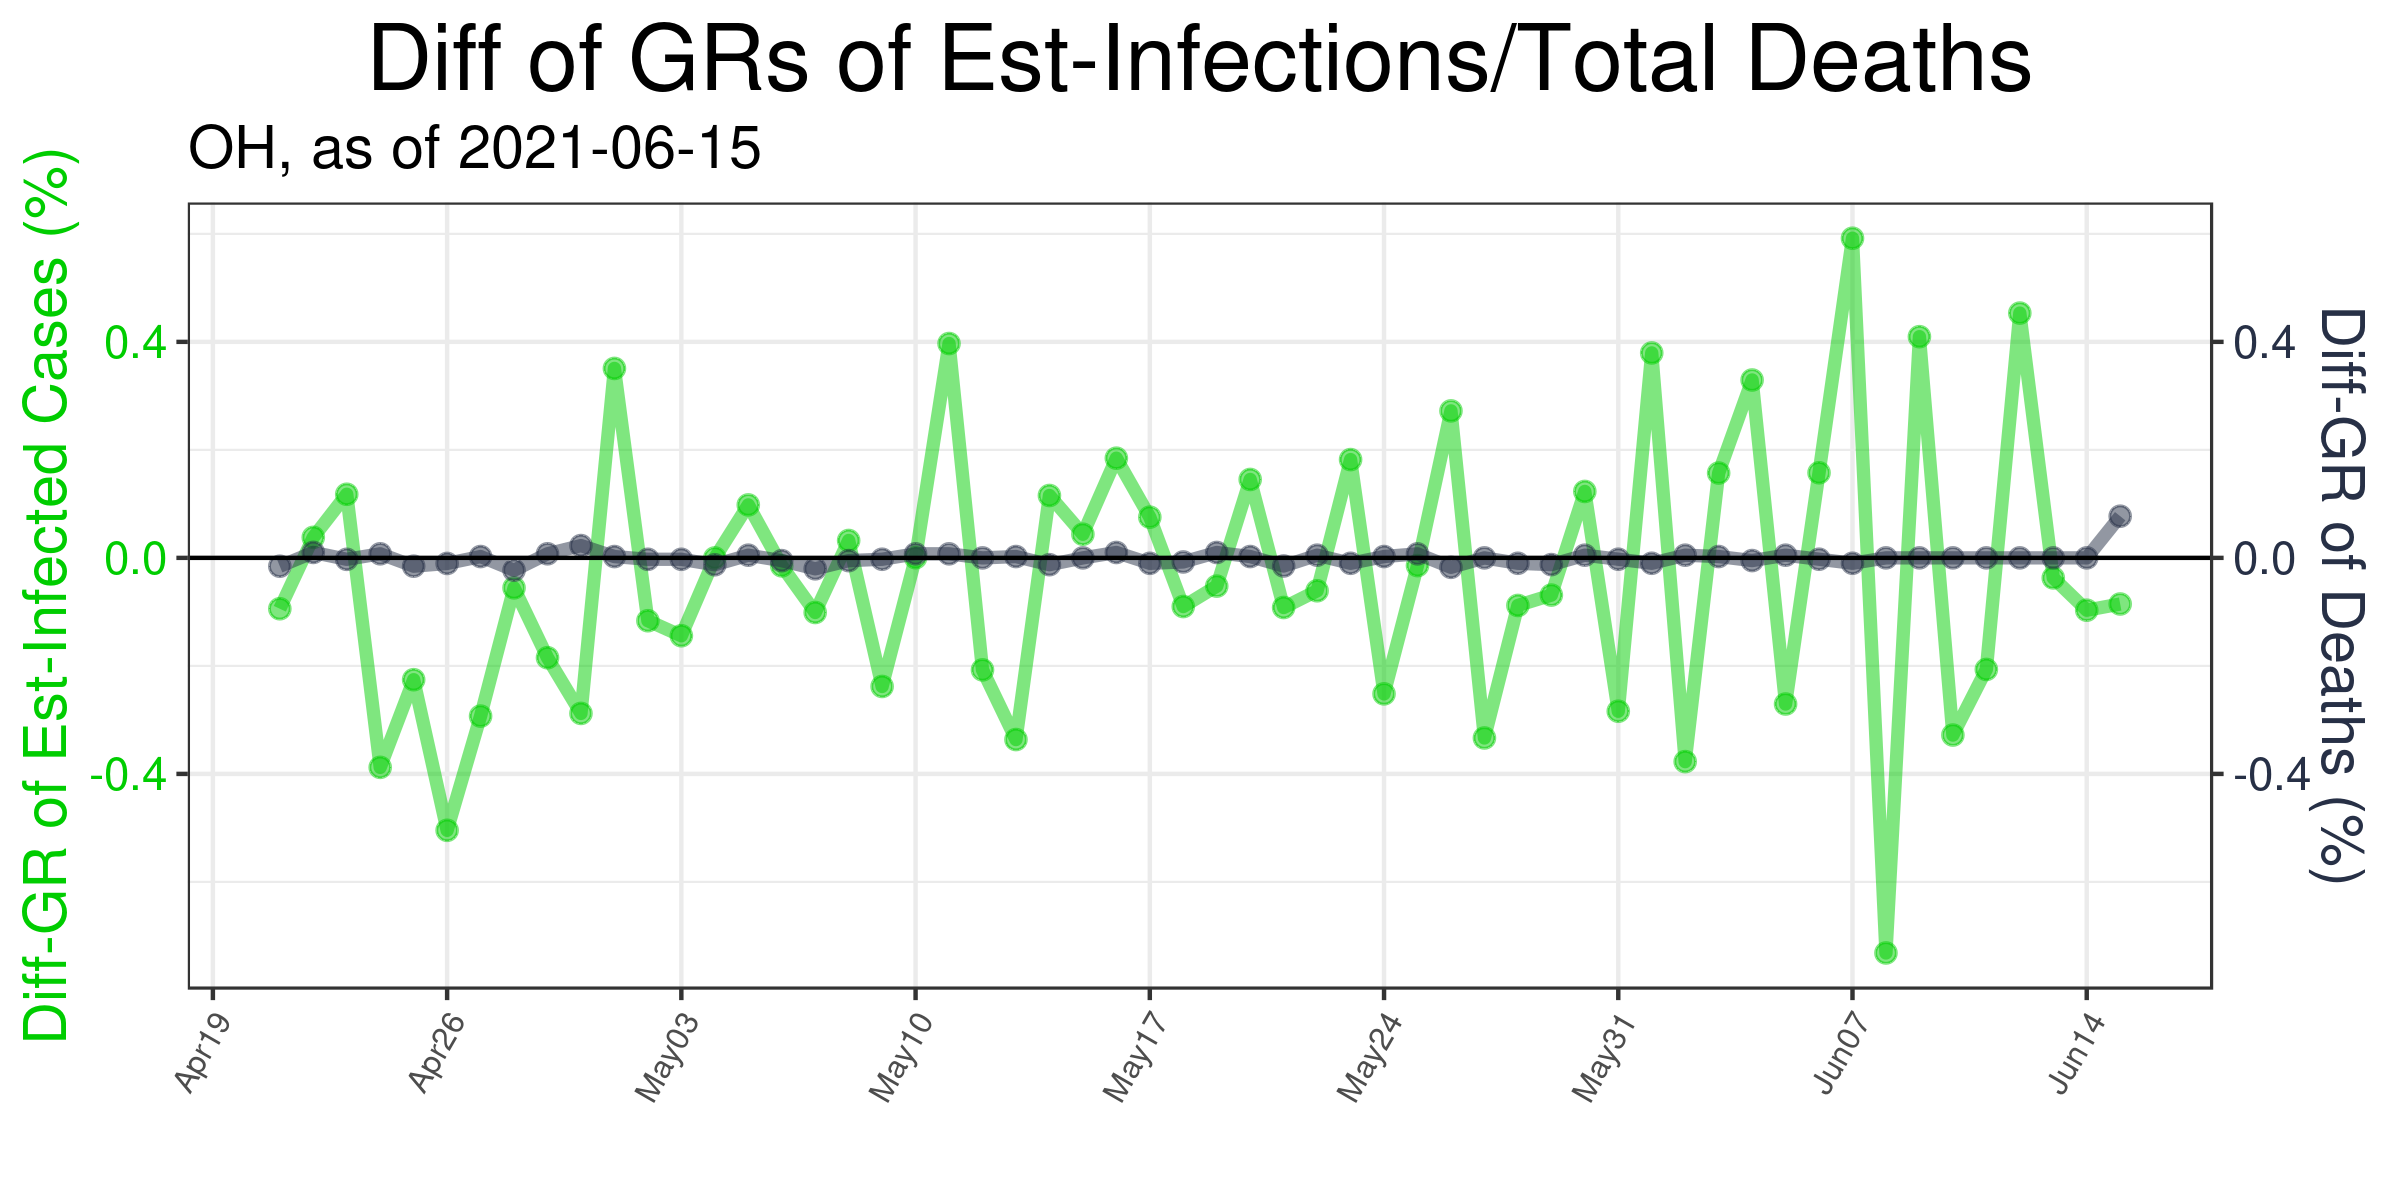 Diff of GRs of Est-Infections/Total Deaths
OH, as of 2021-06-15
Diff-GR of Est-Infected Cases (%)
0.4
0.0
-0.4
0.4
0.0
-0.4
Diff-GR of Deaths (%)
Apr19
Apr26
May03
May10
May17
May24
May31
Jun07
Jun14